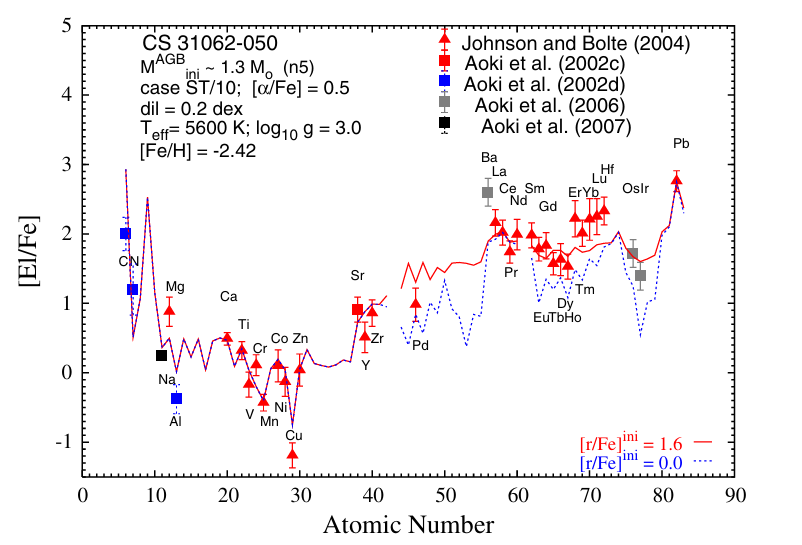 CS 31062-050
M^AGB_ini ~ 1.3 M_o (n5)
case ST/10; [α/Fe] = 0.5
dil = 0.2 dex
T_eff= 5600 K; log_10 g = 3.0
[Fe/H] = -2.42
Johnson and Bolte (2004)
Aoki et al. (2002c)
Aoki et al. (2002d)
Aoki et al. (2006)
Aoki et al. (2007)
[El/Fe]
5
4
3
2
1
0
-1
C N
Mg
Na
Al
Ca
Ti
Cr
V
Mn
Co
Zn
Ni
Cu
Sr
Zr
Y
Pd
Ba
La
Ce
Sm
Nd
Gd
Pr
Eu Tb Ho
Dy
Tm
Er Yb
Lu
Hf
Os Ir
Pb
[r/Fe]^ini = 1.6
[r/Fe]^ini = 0.0
0 10 20 30 40 50 60 70 80 90
Atomic Number